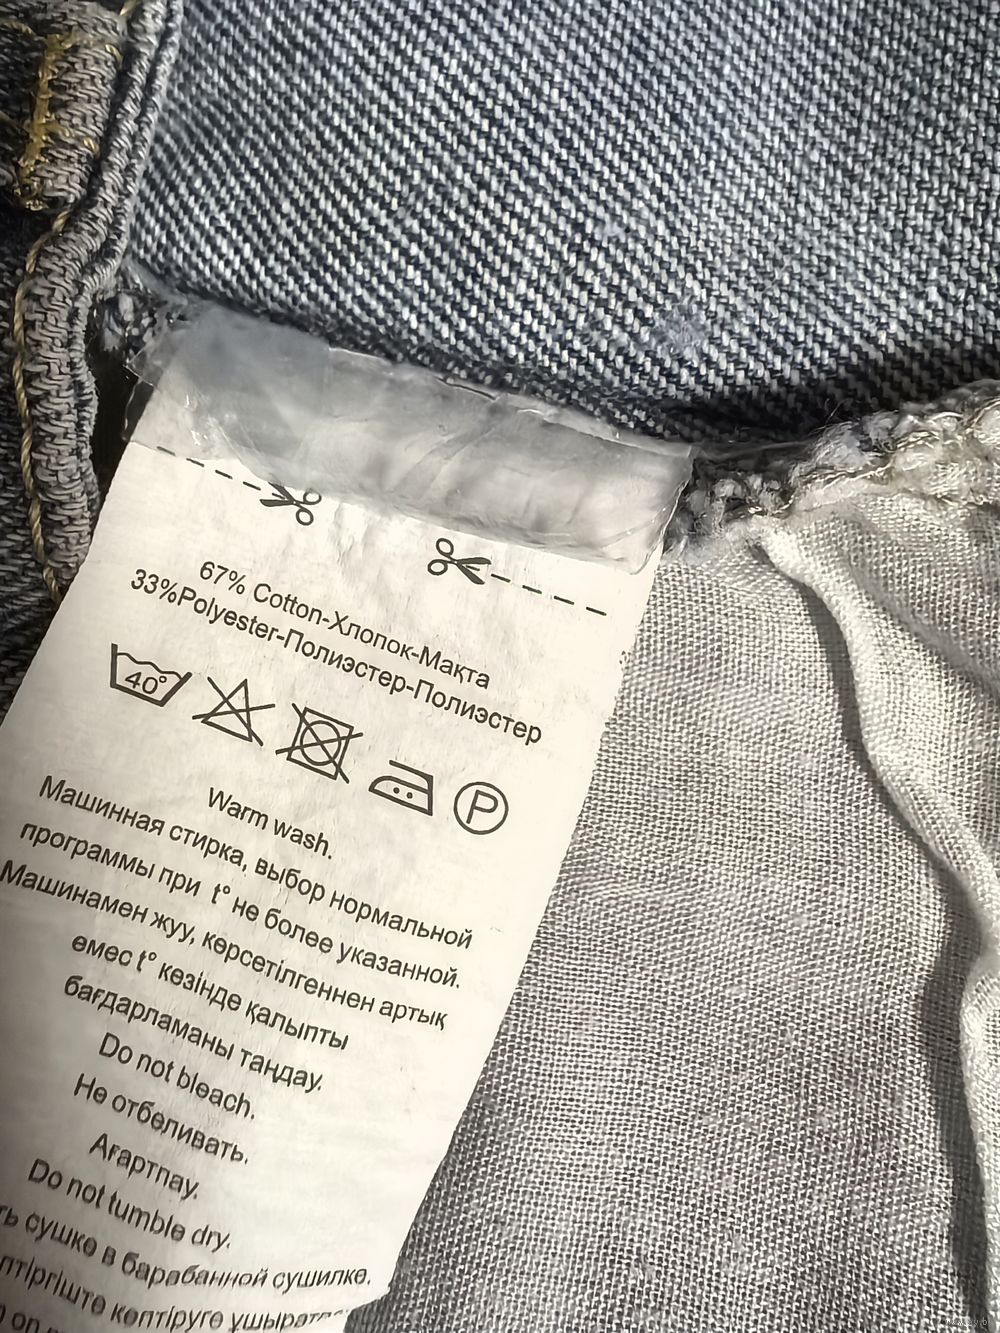 67% Cotton-Хлопок-Мақта
33%Polyester-Полиэстер-Полиэстер
40°
P
Warm wash.
Машинная стирка, выбор нормальной
программы при t° не более указанной.
Машинамен жуу, көрсетілгеннен артық
емес t° кезінде қалыпты
бағдарламаны таңдау.
Do not bleach.
Не отбеливать.
Ағартпау.
Do not tumble dry.
сушке в барабанной сушилке.
кептіруге
on